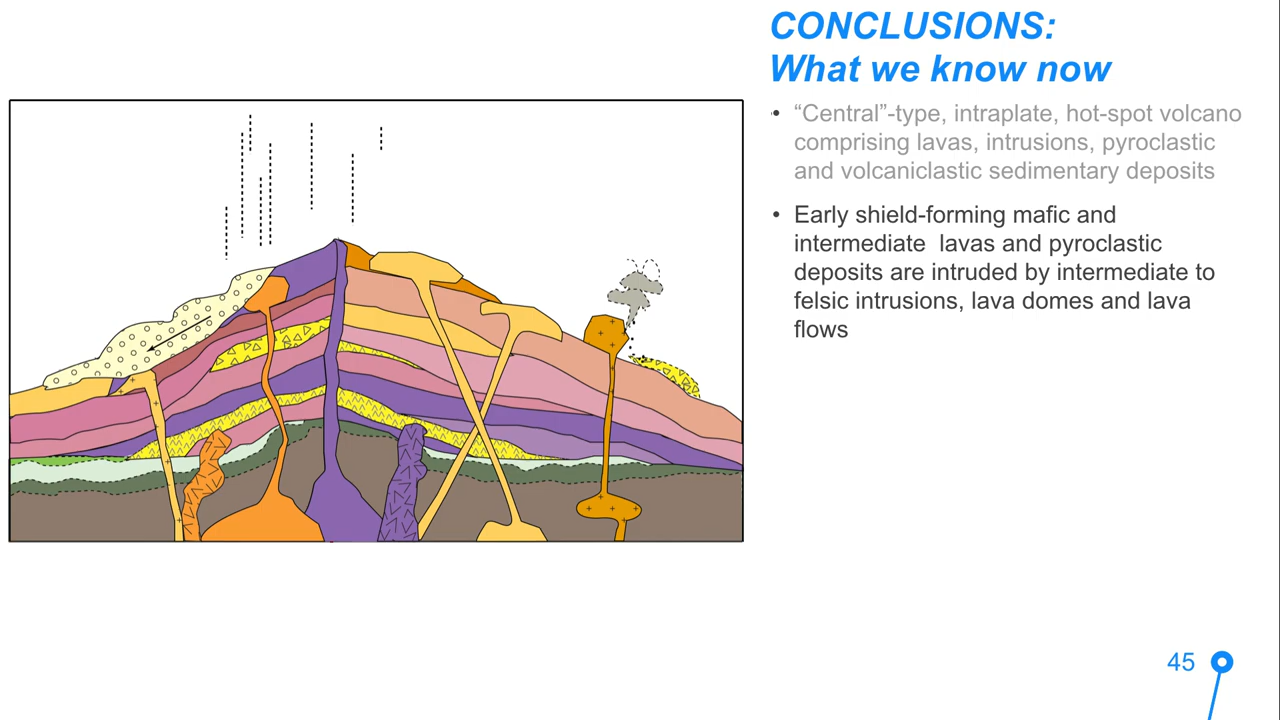 CONCLUSIONS:
What we know now
• “Central”-type, intraplate, hot-spot volcano
comprising lavas, intrusions, pyroclastic
and volcaniclastic sedimentary deposits
• Early shield-forming mafic and
intermediate  lavas and pyroclastic
deposits are intruded by intermediate to
felsic intrusions, lava domes and lava
flows
45